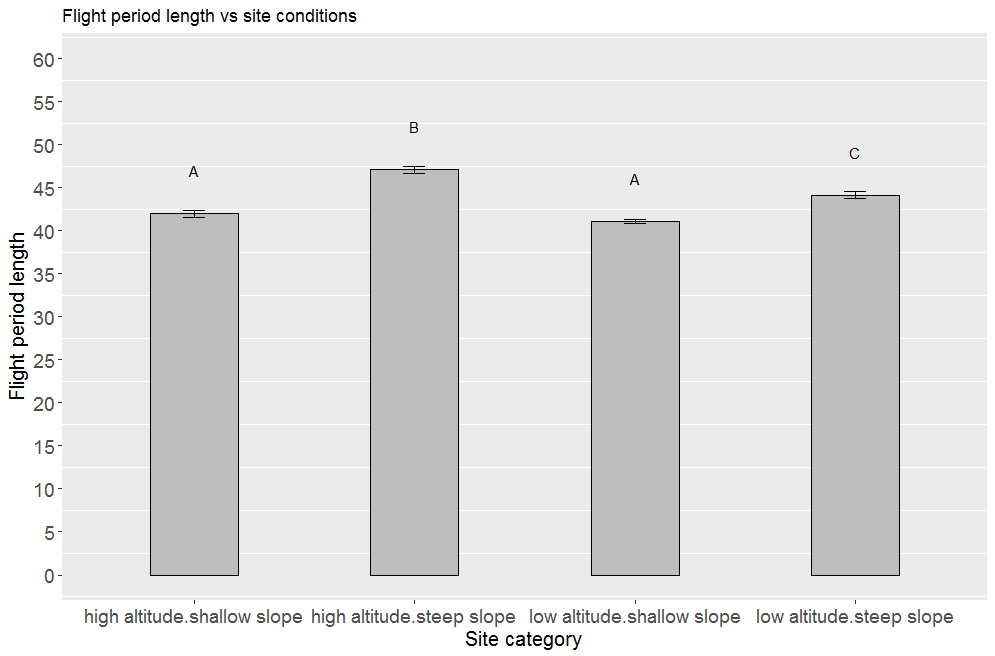 Flight period length vs site conditions
Flight period length
60
55
50
45
40
35
30
25
20
15
10
5
0
A
B
A
C
high altitude.shallow slope
high altitude.steep slope
low altitude.shallow slope
low altitude.steep slope
Site category